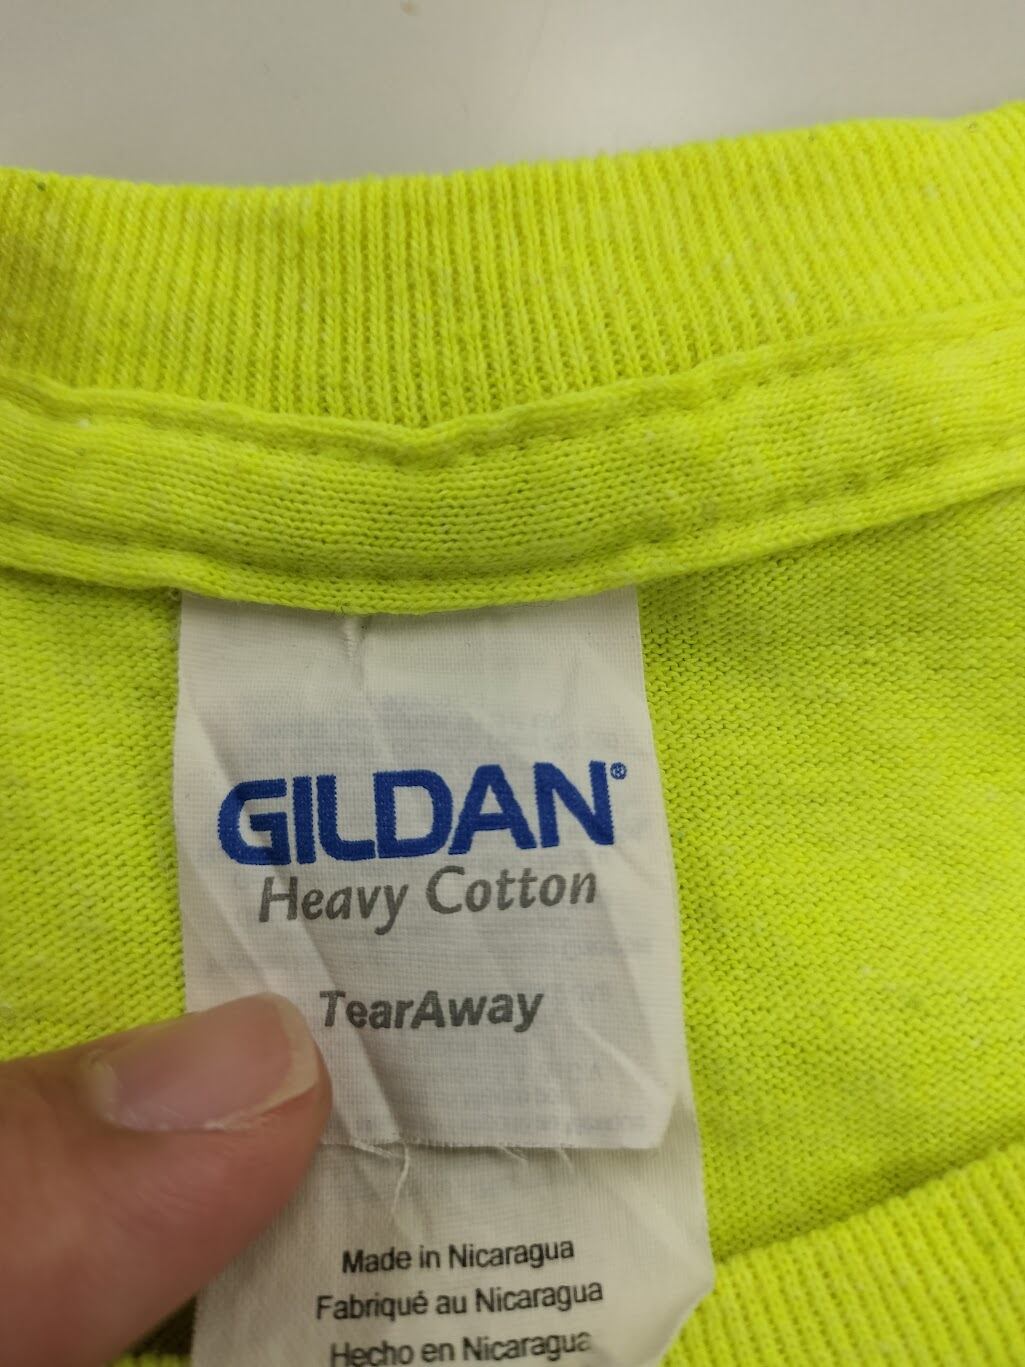 GILDAN®
Heavy Cotton
TearAway
Made in Nicaragua
Fabriqué au Nicaragua
Hecho en Nicaragua